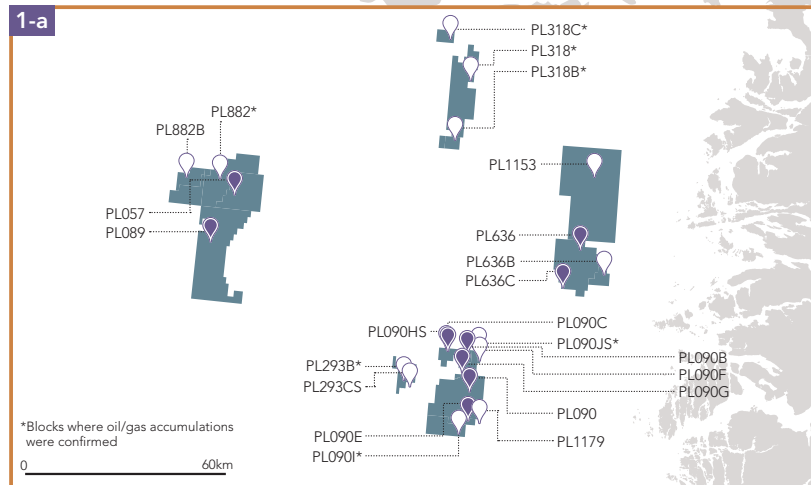 1-a
PL318C*
PL318*
PL318B*
PL882*
PL882B
PL057
PL089
PL1153
PL636
PL636B
PL636C
PL090HS
PL090C
PL090JS*
PL090B
PL090F
PL090G
PL293B*
PL293CS
PL090
PL090E
PL090I*
PL1179
*Blocks where oil/gas accumulations
were confirmed
0 60km